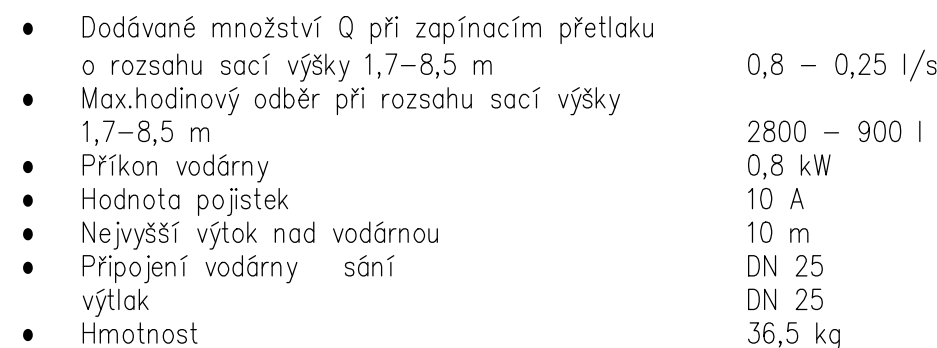 • Dodávané množství Q při zapínacím přetlaku
o rozsahu sací výšky 1,7–8,5 m 0,8 – 0,25 l/s
• Max.hodinový odběr při rozsahu sací výšky
1,7–8,5 m 2800 – 900 l
• Příkon vodárny 0,8 kW
• Hodnota pojistek 10 A
• Nejvyšší výtok nad vodárnou 10 m
• Připojení vodárny sání DN 25
výtlak DN 25
• Hmotnost 36,5 kg